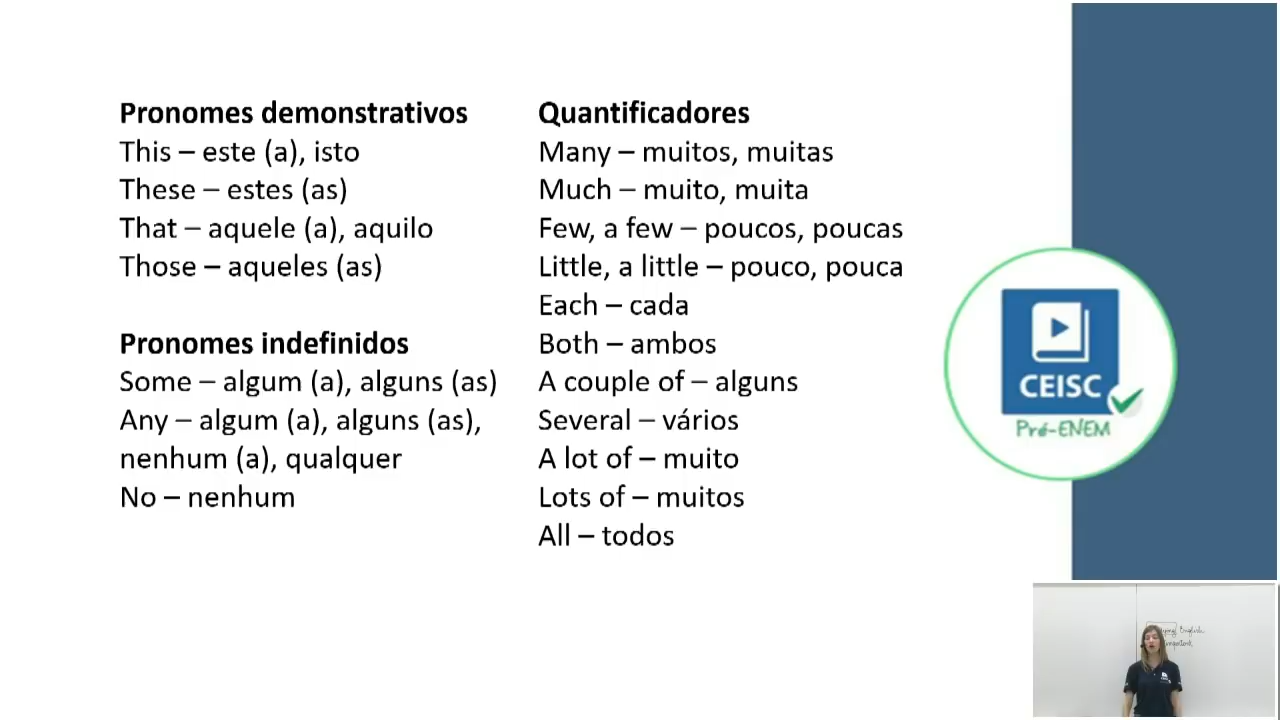 Pronomes demonstrativos
This – este (a), isto
These – estes (as)
That – aquele (a), aquilo
Those – aqueles (as)
Pronomes indefinidos
Some – algum (a), alguns (as)
Any – algum (a), alguns (as),
nenhum (a), qualquer
No – nenhum
Quantificadores
Many – muitos, muitas
Much – muito, muita
Few, a few – poucos, poucas
Little, a little – pouco, pouca
Each – cada
Both – ambos
A couple of – alguns
Several – vários
A lot of – muito
Lots of – muitos
All – todos
CEISC
Pré-ENEM
English